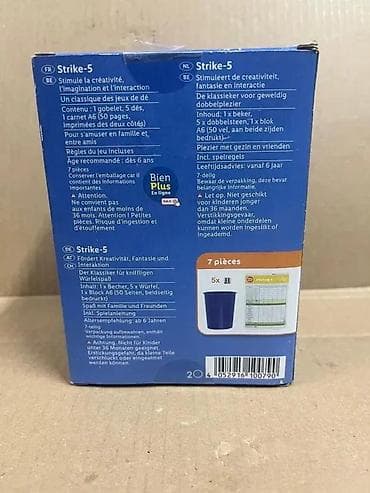 FR Strike-5
BE Stimule la créativité,
l'imagination et l'interaction
Un classique des jeux de dé
Contenu : 1 gobelet, 5 dés,
1 carnet A6 (50 pages,
imprimées des deux côtés)
Pour s'amuser en famille et
entre amis
Règles du jeu incluses
Âge recommandé : dès 6 ans
7 pièces
Conserver l'emballage car il
contient des informations
importantes.
Attention.
Ne convient pas
aux enfants de moins de
36 mois. Attention ! Petites
pièces. Risque d'ingestion et
d'étouffement
NL Strike-5
BE Stimuleert de creativiteit,
fantasie en interactie
De klassieker voor geweldig
dobbelplezier
Inhoud: 1 x beker,
5 x dobbelsteen, 1 x blok
A6 (50 vel, aan beide zijden
bedrukt)
Plezier met gezin en vrienden
Incl. spelregels
Leeftijdsadvies: vanaf 6 jaar
7-delig
Bewaar de verpakking, deze bevat
belangrijke informatie.
Let op. Niet geschikt
voor kinderen jonger
dan 36 maanden.
Verstikkingsgevaar,
omdat kleine onderdelen
kunnen worden ingeslikt of
ingeademd.
Bien
Plus
En ligne
DE Strike-5
AT Fördert Kreativität, Fantasie und
CH Interaktion
Der Klassiker für kniffligen
Würfelspaß
Inhalt: 1 x Becher, 5 x Würfel,
1 x Block A6 (50 Seiten, beidseitig
bedruckt)
Spaß mit Familie und Freunden
Inkl. Spielanleitung
Altersempfehlung: ab 6 Jahren
7-teilig
Verpackung aufbewahren, enthält
wichtige Informationen.
Achtung. Nicht für Kinder
unter 36 Monaten geeignet.
Erstickungsgefahr, da kleine Teile
verschluckt oder eingeatmet
werden können.
7 pièces
5x
2
4 052916 100790